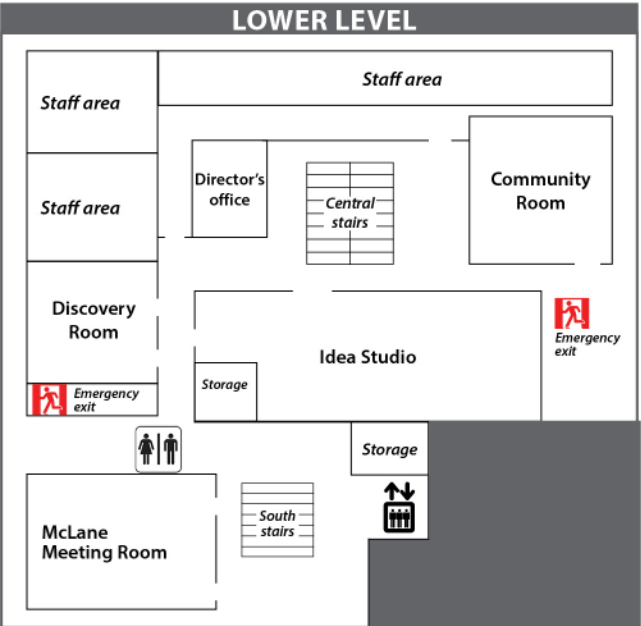 LOWER LEVEL
Staff area
Staff area
Director's
office
Central
stairs
Community
Room
Staff area
Discovery
Room
Emergency
exit
Idea Studio
Storage
Emergency
exit
Storage
South
stairs
McLane
Meeting Room